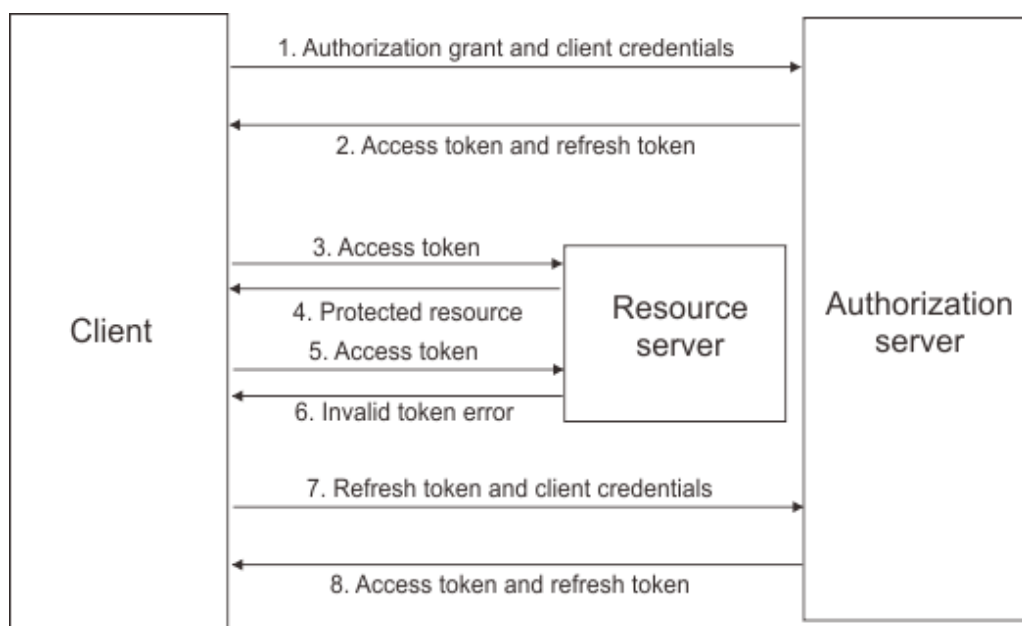 1. Authorization grant and client credentials
2. Access token and refresh token
3. Access token
4. Protected resource
5. Access token
6. Invalid token error
Client
Resource
server
Authorization
server
7. Refresh token and client credentials
8. Access token and refresh token